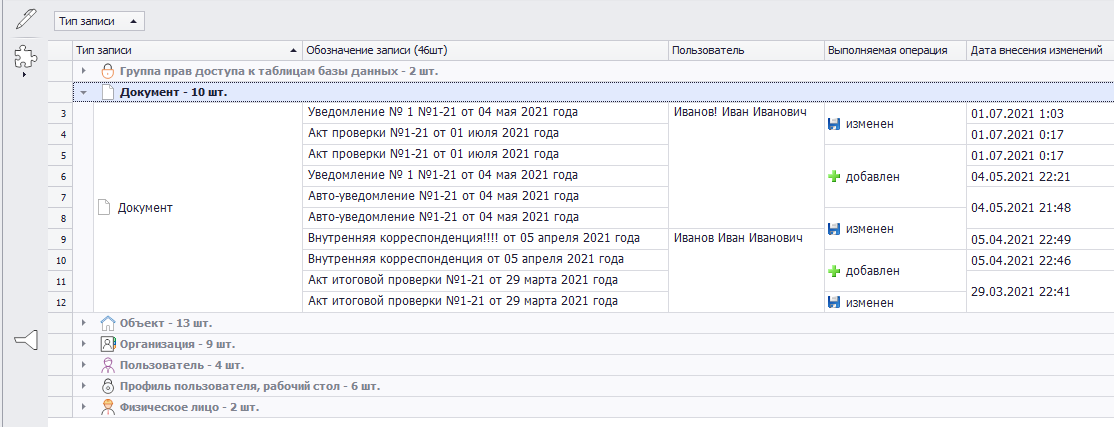 Тип записи
Тип записи Обозначение записи (46шт) Пользователь Выполняемая операция Дата внесения изменений
Группа прав доступа к таблицам базы данных - 2 шт.
Документ - 10 шт.
3 Уведомление № 1 №1-21 от 04 мая 2021 года Иванов! Иван Иванович изменен 01.07.2021 1:03
4 Акт проверки №1-21 от 01 июля 2021 года 01.07.2021 0:17
5 Акт проверки №1-21 от 01 июля 2021 года добавлен 01.07.2021 0:17
6 Уведомление № 1 №1-21 от 04 мая 2021 года 04.05.2021 22:21
7 Авто-уведомление №1-21 от 04 мая 2021 года 04.05.2021 21:48
Документ
8 Авто-уведомление №1-21 от 04 мая 2021 года изменен
9 Внутренняя корреспонденция!!!! от 05 апреля 2021 года Иванов Иван Иванович 05.04.2021 22:49
10 Внутренняя корреспонденция от 05 апреля 2021 года добавлен 05.04.2021 22:46
11 Акт итоговой проверки №1-21 от 29 марта 2021 года 29.03.2021 22:41
12 Акт итоговой проверки №1-21 от 29 марта 2021 года изменен
Объект - 13 шт.
Организация - 9 шт.
Пользователь - 4 шт.
Профиль пользователя, рабочий стол - 6 шт.
Физическое лицо - 2 шт.